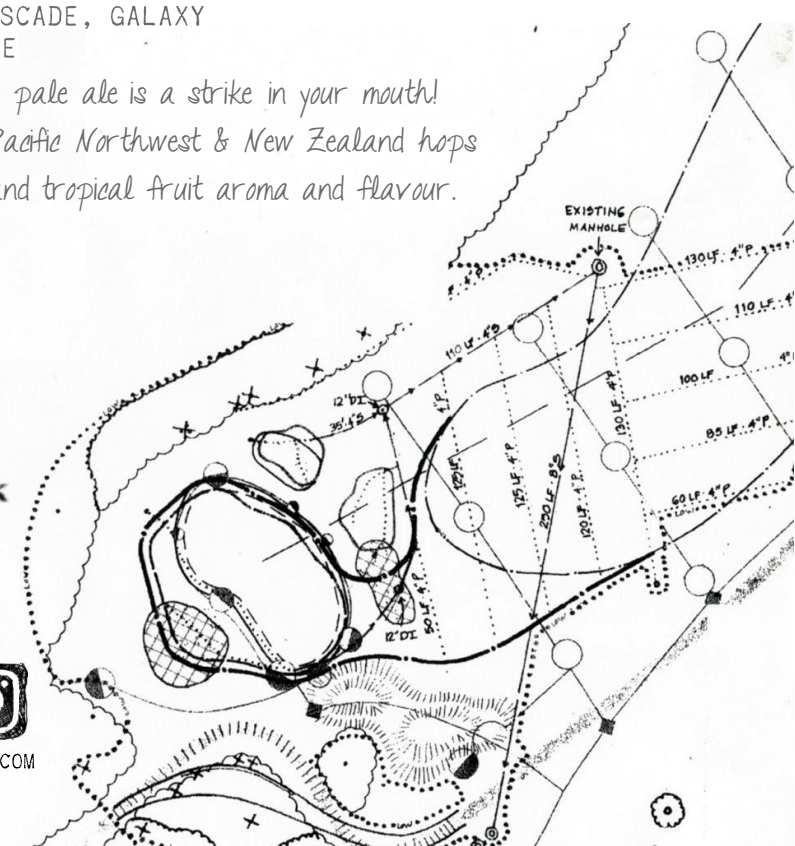 SCADE, GALAXY
E
pale ale is a strike in your mouth!
Pacific Northwest & New Zealand hops
nd tropical fruit aroma and flavour.
EXISTING
MANHOLE
130 LF · 4"P
110 LF · 4"
110 LF · 4"S
12"DI
35'·4"S
4"P
100 LF
4"
130 LF · 4"P
85 LF · 4"P
125 LF · 4"P
230 LF · 8"S
120 LF · 4"P
60 LF · 4"P
50 LF · 4"P
12"DI
K
.COM